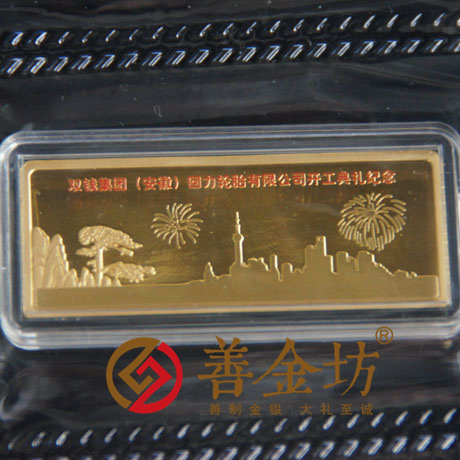 双钱集团（安徽）回力轮胎有限公司开工典礼纪念
善金坊®
善制金银 大礼至诚